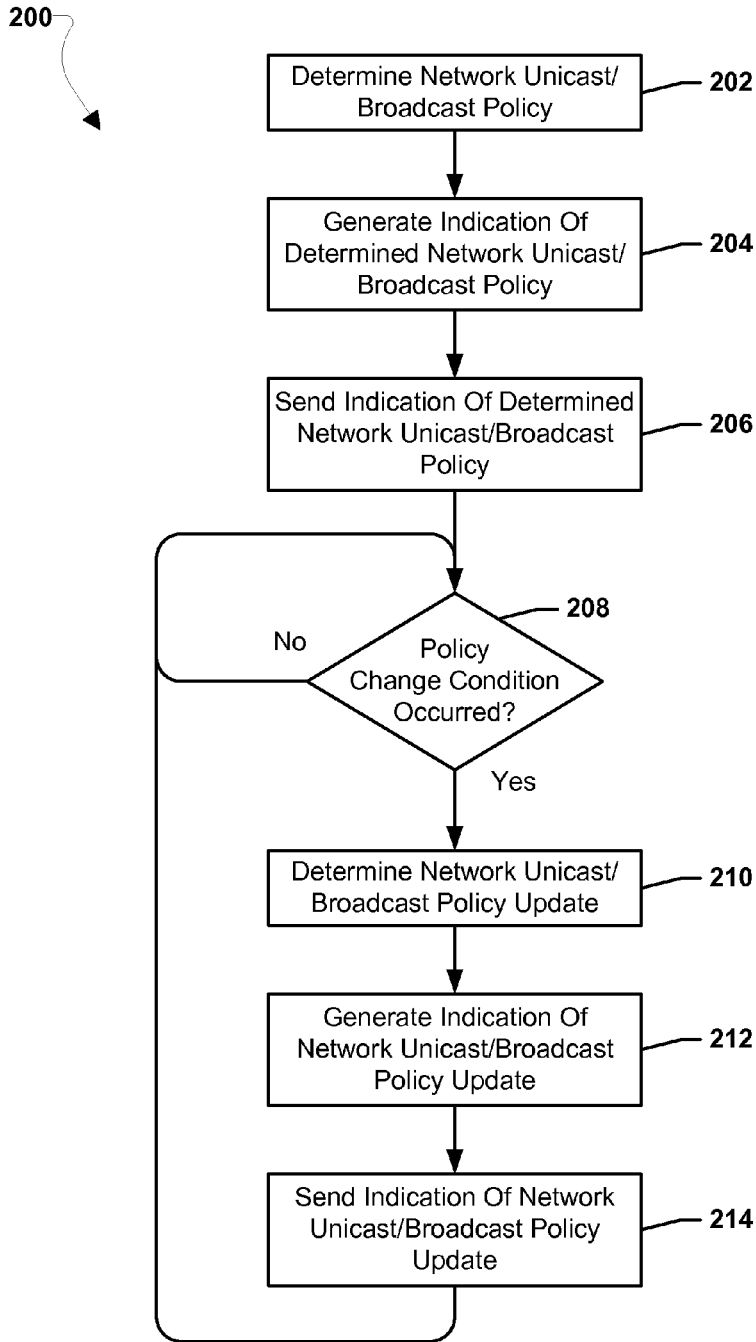 200
Determine Network Unicast/
Broadcast Policy
202
Generate Indication Of
Determined Network Unicast/
Broadcast Policy
204
Send Indication Of Determined
Network Unicast/Broadcast
Policy
206
208
No
Policy
Change Condition
Occurred?
Yes
Determine Network Unicast/
Broadcast Policy Update
210
Generate Indication Of
Network Unicast/Broadcast
Policy Update
212
Send Indication Of Network
Unicast/Broadcast Policy
Update
214